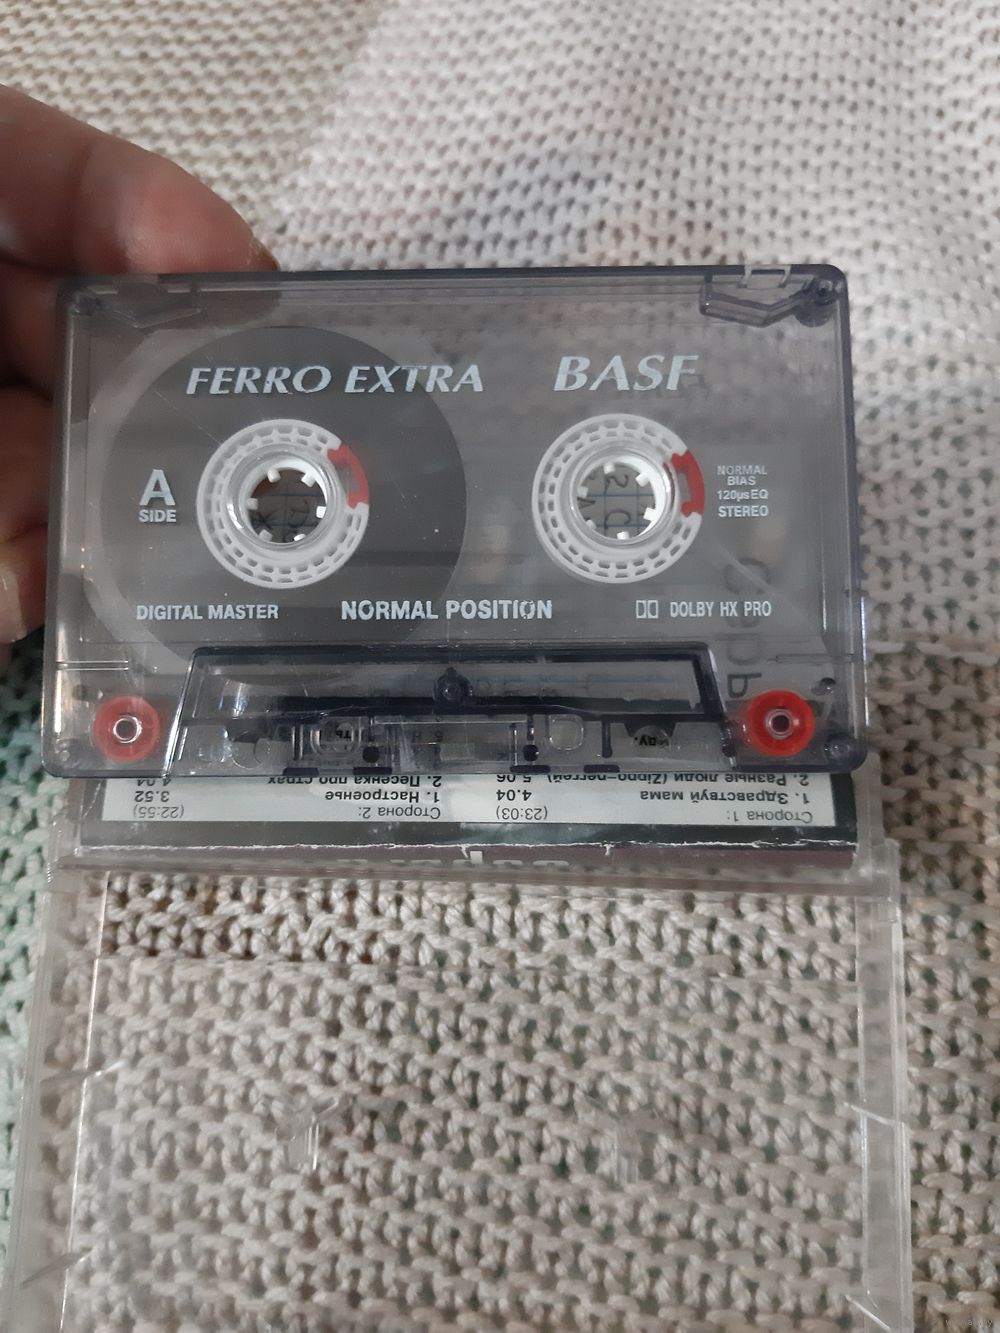 FERRO EXTRA BASF
A
SIDE
NORMAL
BIAS
120µs EQ
STEREO
DIGITAL MASTER NORMAL POSITION DOLBY HX PRO
Сторона 1: (23:03)
1. Здравствуй мама 4.04
2. Разные люди (Zippo-раггей) 5.06
Сторона 2: (22:55)
1. Настроенье 3.52
2. Песенка про страх 4.04